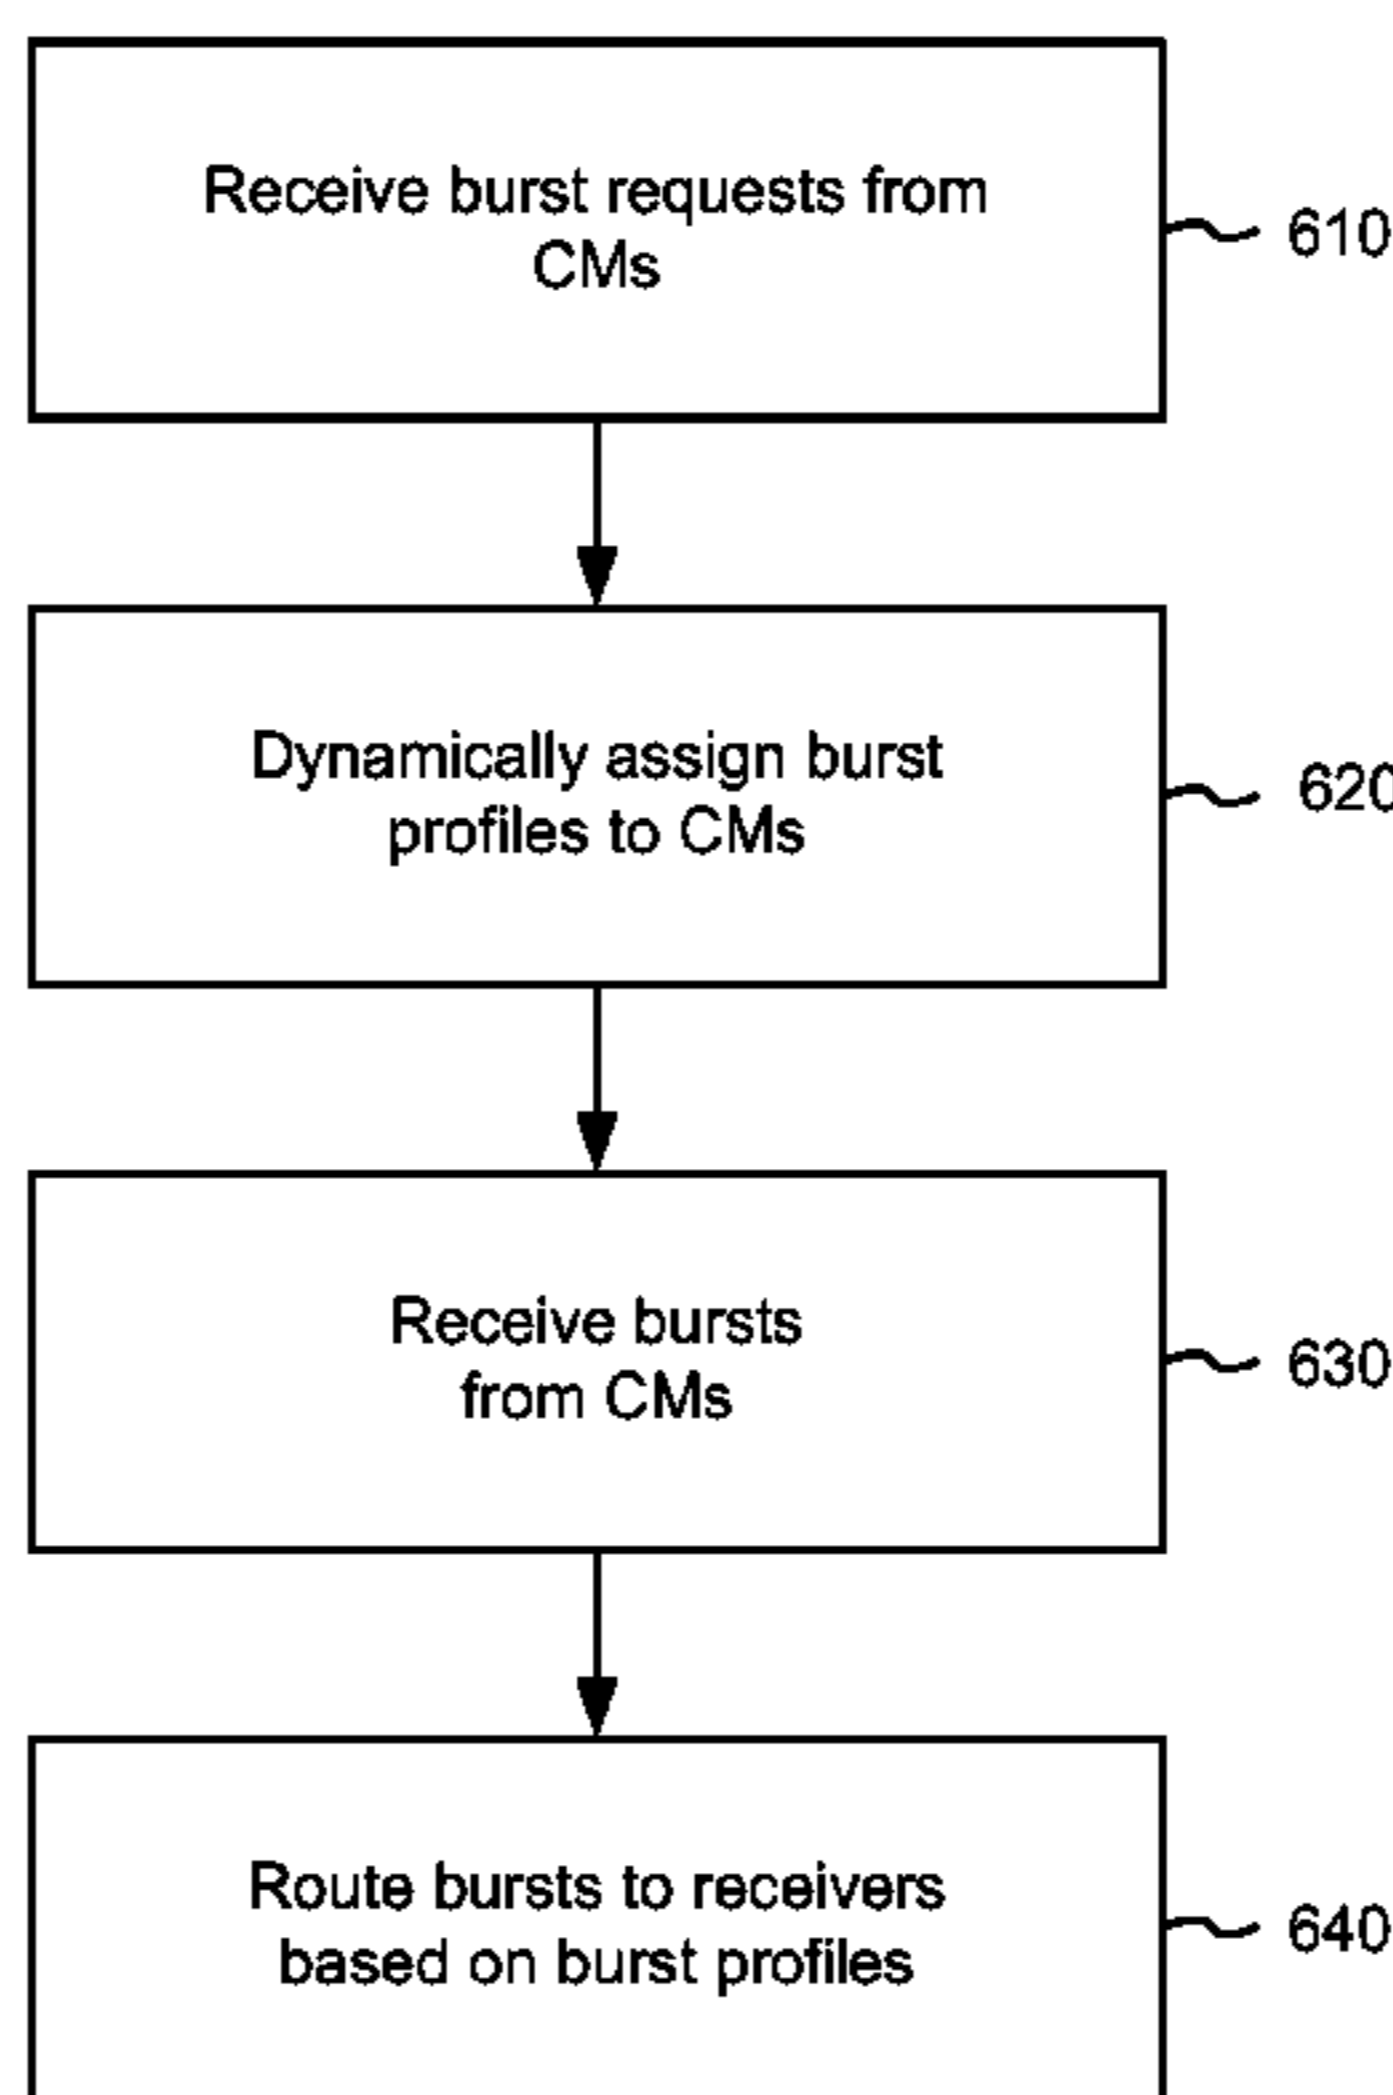 Receive burst requests from
CMs
610
Dynamically assign burst
profiles to CMs
620
Receive bursts
from CMs
630
Route bursts to receivers
based on burst profiles
640